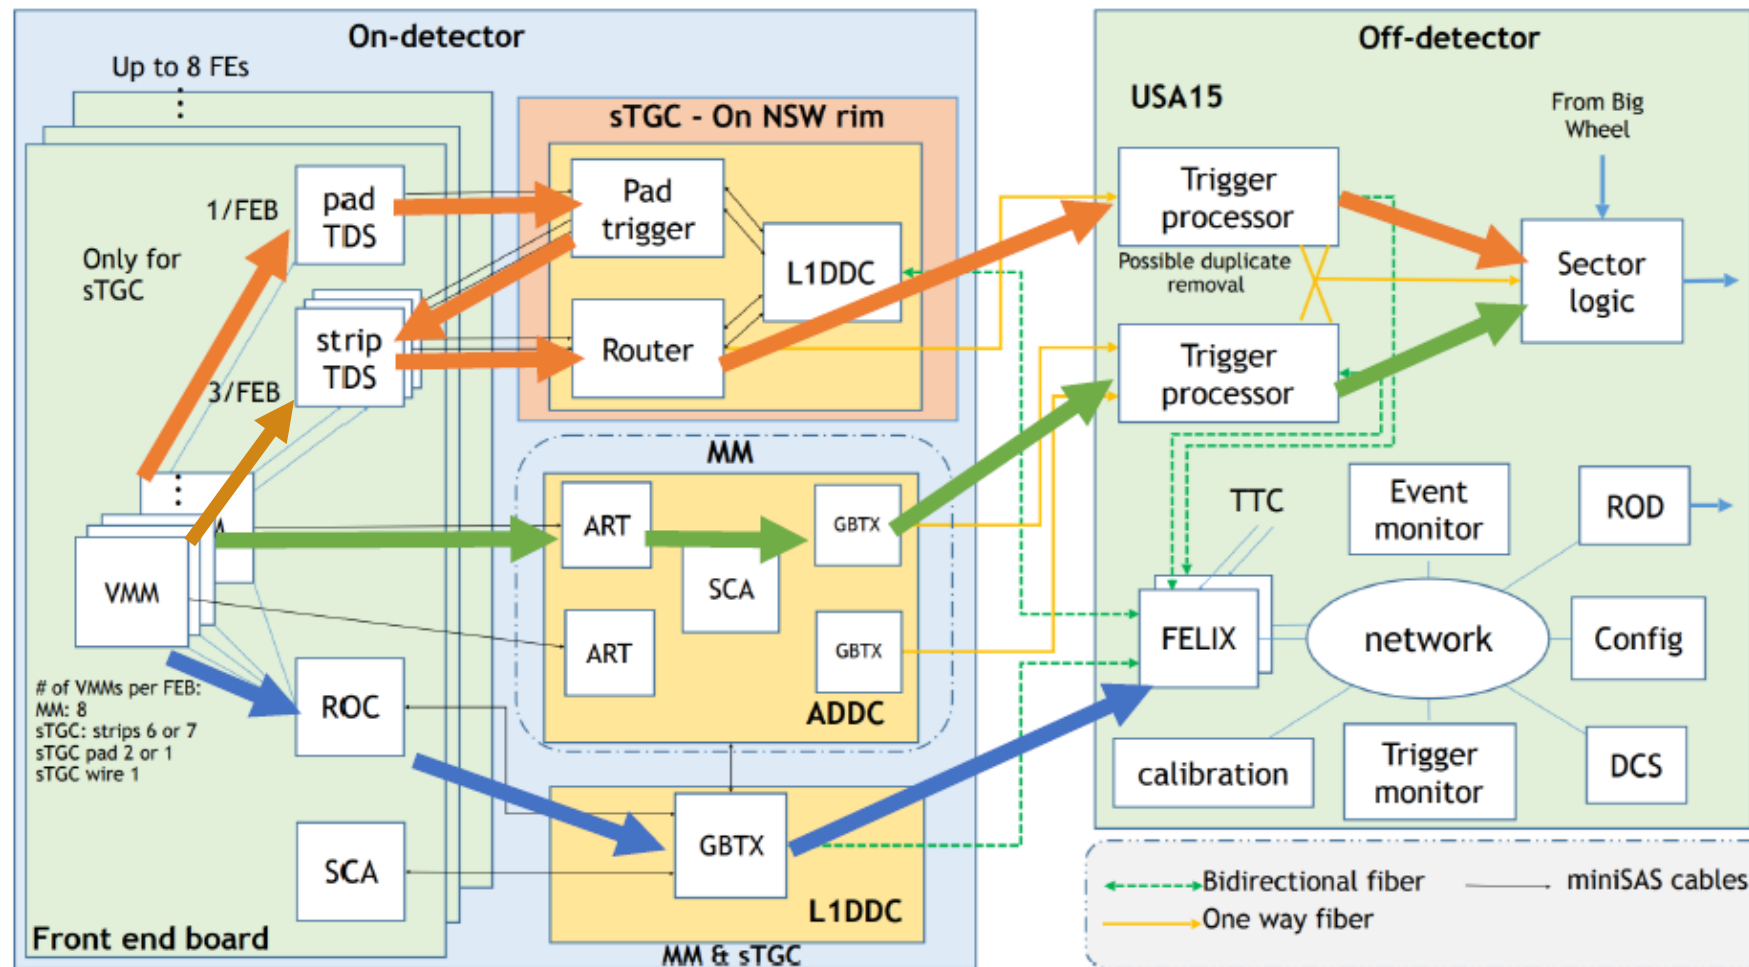 On-detector
Up to 8 FEs
1/FEB
pad
TDS
Only for
sTGC
strip
TDS
3/FEB
VMM
# of VMMs per FEB:
MM: 8
sTGC: strips 6 or 7
sTGC pad 2 or 1
sTGC wire 1
ROC
SCA
Front end board
sTGC - On NSW rim
Pad
trigger
L1DDC
Router
MM
ART
SCA
GBTX
ART
GBTX
ADDC
GBTX
L1DDC
MM & sTGC
Off-detector
USA15
From Big
Wheel
Trigger
processor
Possible duplicate
removal
Sector
logic
Trigger
processor
TTC
Event
monitor
ROD
FELIX
network
Config
calibration
Trigger
monitor
DCS
Bidirectional fiber
miniSAS cables
One way fiber